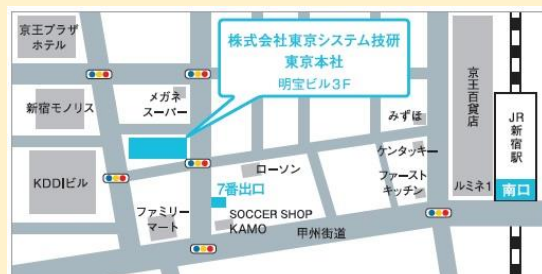 京王プラザ
ホテル
株式会社東京システム技研
東京本社
明宝ビル3F
新宿モノリス
メガネ
スーパー
みずほ
京王百貨店
JR新宿駅
KDDIビル
7番出口
ローソン
ケンタッキー
ファースト
キッチン
ルミネ1
南口
ファミリー
マート
SOCCER SHOP
KAMO
甲州街道